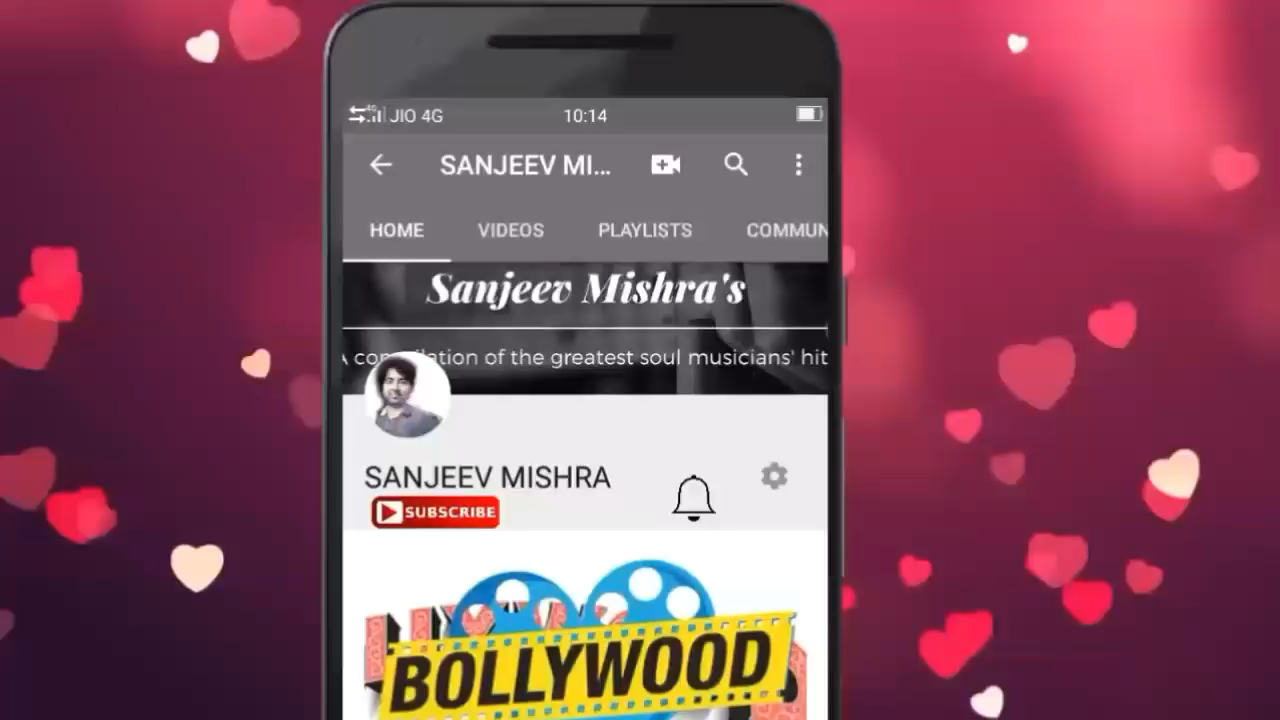 4G JIO 4G 10:14
SANJEEV MI...
HOME VIDEOS PLAYLISTS COMMUN
Sanjeev Mishra's
of the greatest soul musicians' hit
SANJEEV MISHRA
SUBSCRIBE
BOLLYWOOD